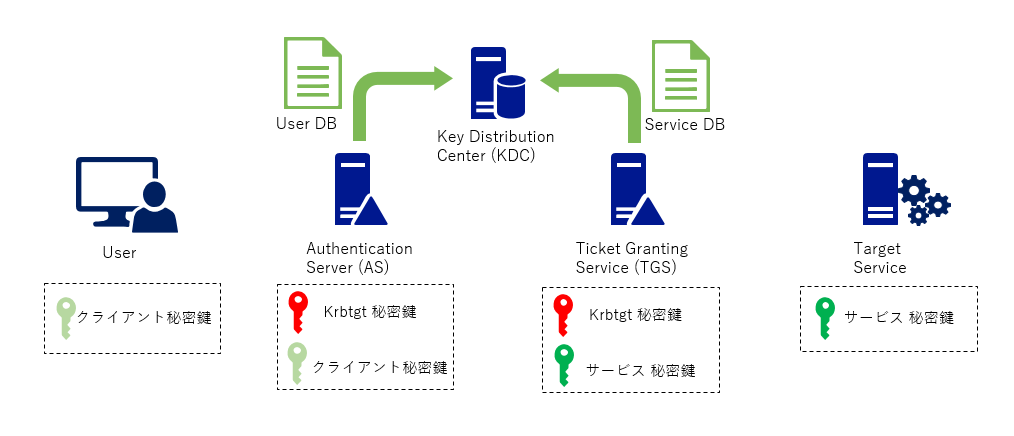 User DB
Service DB
Key Distribution
Center (KDC)
User
Authentication
Server (AS)
Ticket Granting
Service (TGS)
Target
Service
クライアント秘密鍵
Krbtgt 秘密鍵
クライアント秘密鍵
Krbtgt 秘密鍵
サービス 秘密鍵
サービス 秘密鍵